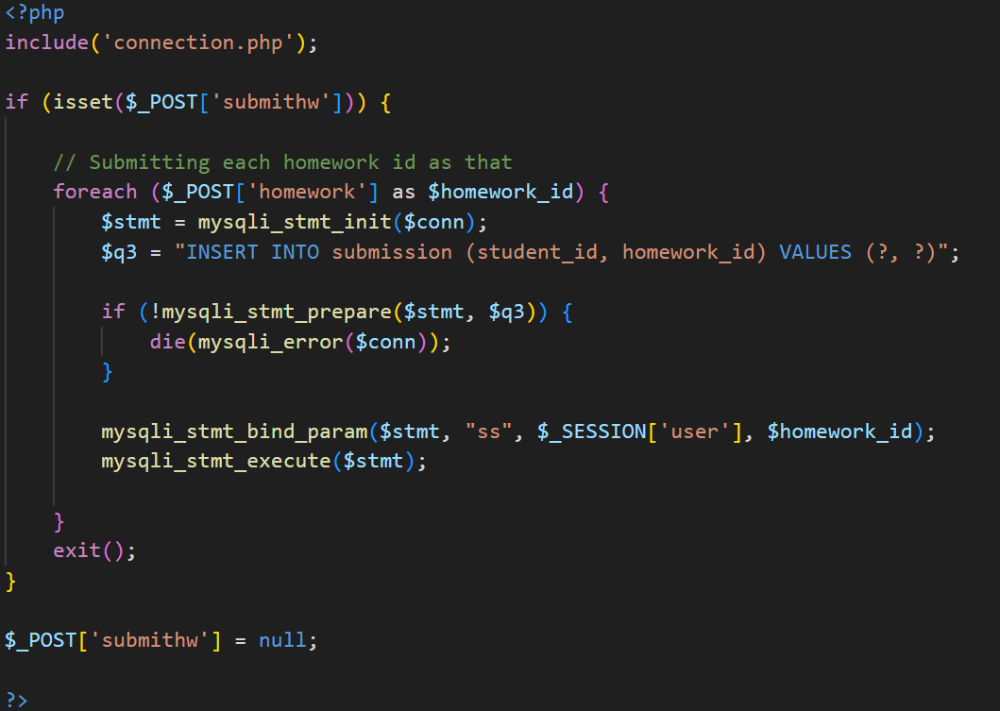 <?php
include('connection.php');
if (isset($_POST['submithw'])) {
// Submitting each homework id as that
foreach ($_POST['homework'] as $homework_id) {
$stmt = mysqli_stmt_init($conn);
$q3 = "INSERT INTO submission (student_id, homework_id) VALUES (?, ?)";
if (!mysqli_stmt_prepare($stmt, $q3)) {
die(mysqli_error($conn));
}
mysqli_stmt_bind_param($stmt, "ss", $_SESSION['user'], $homework_id);
mysqli_stmt_execute($stmt);
}
exit();
}
$_POST['submithw'] = null;
?>